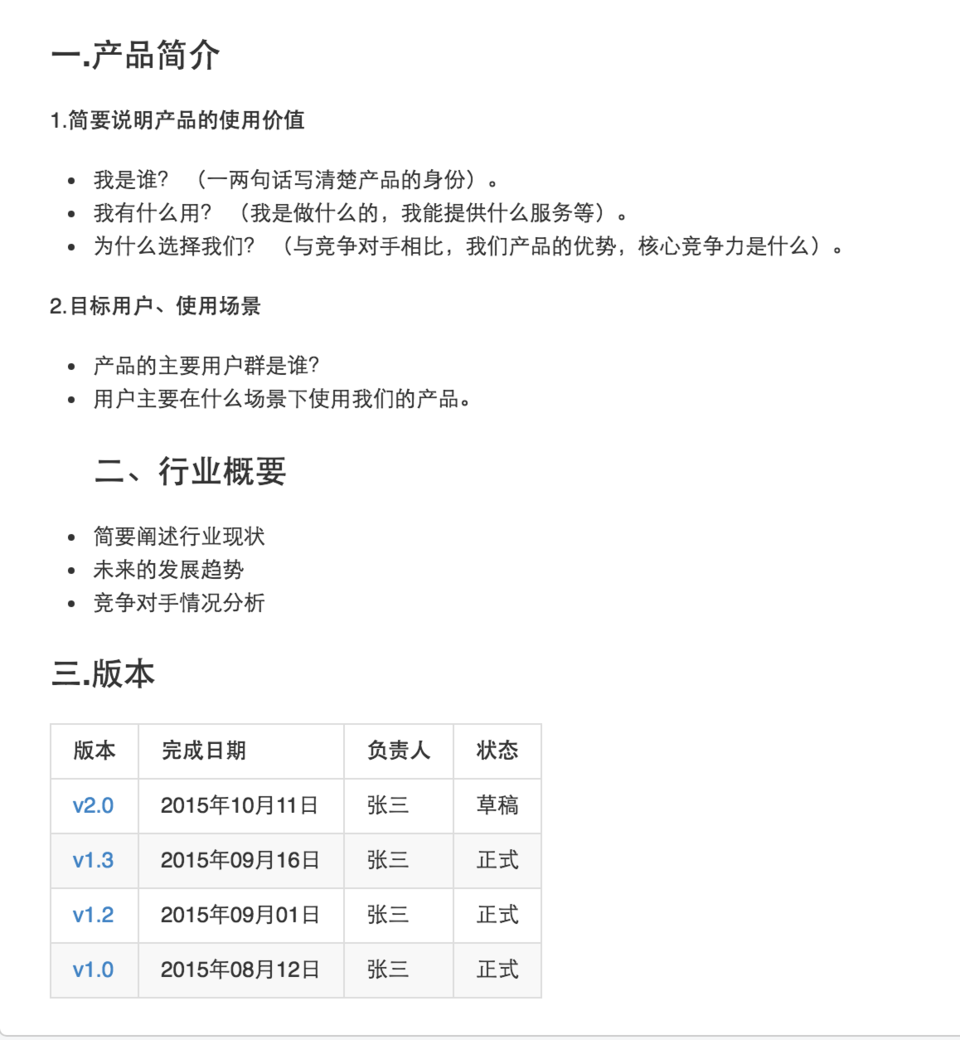 一.产品简介
1.简要说明产品的使用价值
• 我是谁? （一两句话写清楚产品的身份）。
• 我有什么用? （我是做什么的，我能提供什么服务等）。
• 为什么选择我们? （与竞争对手相比，我们产品的优势，核心竞争力是什么）。
2.目标用户、使用场景
• 产品的主要用户群是谁?
• 用户主要在什么场景下使用我们的产品。
二、行业概要
• 简要阐述行业现状
• 未来的发展趋势
• 竞争对手情况分析
三.版本
版本 完成日期 负责人 状态
v2.0 2015年10月11日 张三 草稿
v1.3 2015年09月16日 张三 正式
v1.2 2015年09月01日 张三 正式
v1.0 2015年08月12日 张三 正式